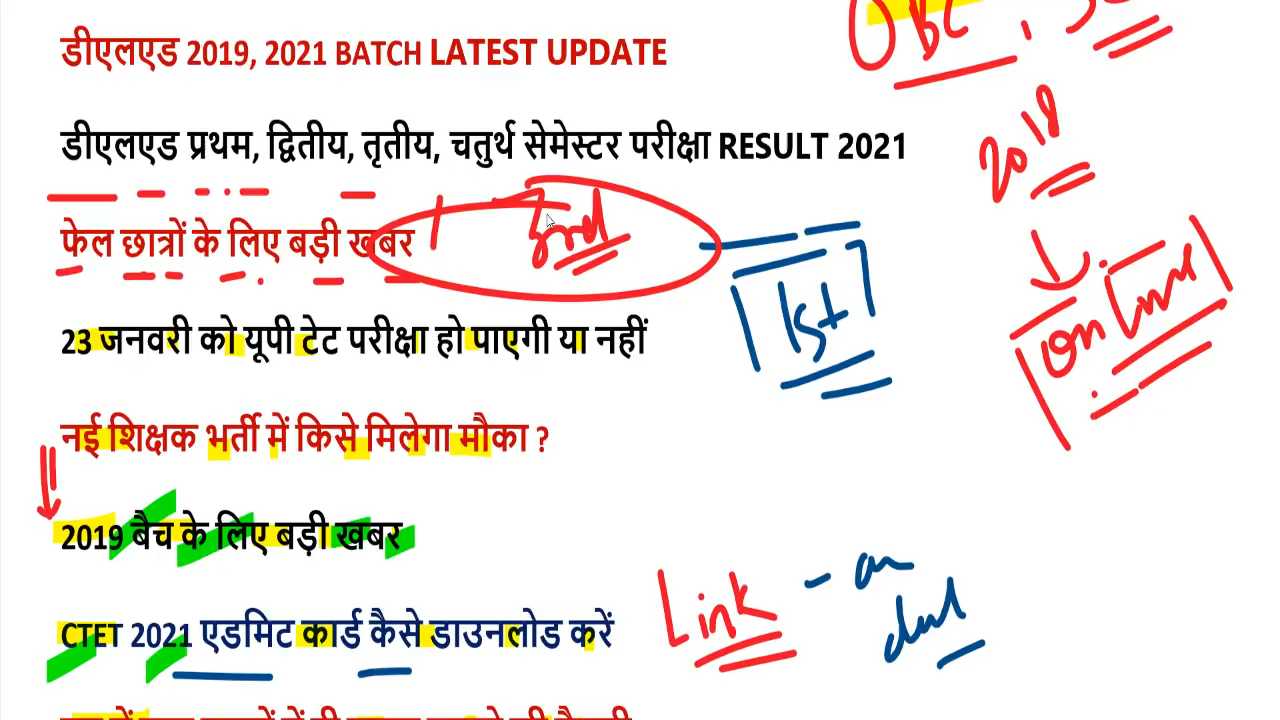 डीएलएड 2019, 2021 BATCH LATEST UPDATE
OBC,
डीएलएड प्रथम, द्वितीय, तृतीय, चतुर्थ सेमेस्टर परीक्षा RESULT 2021
2018
फेल छात्रों के लिए बड़ी खबर
3rd
1st
online
23 जनवरी को यूपी टेट परीक्षा हो पाएगी या नहीं
नई शिक्षक भर्ती में किसे मिलेगा मौका ?
2019 बैच के लिए बड़ी खबर
Link
CTET 2021 एडमिट कार्ड कैसे डाउनलोड करें